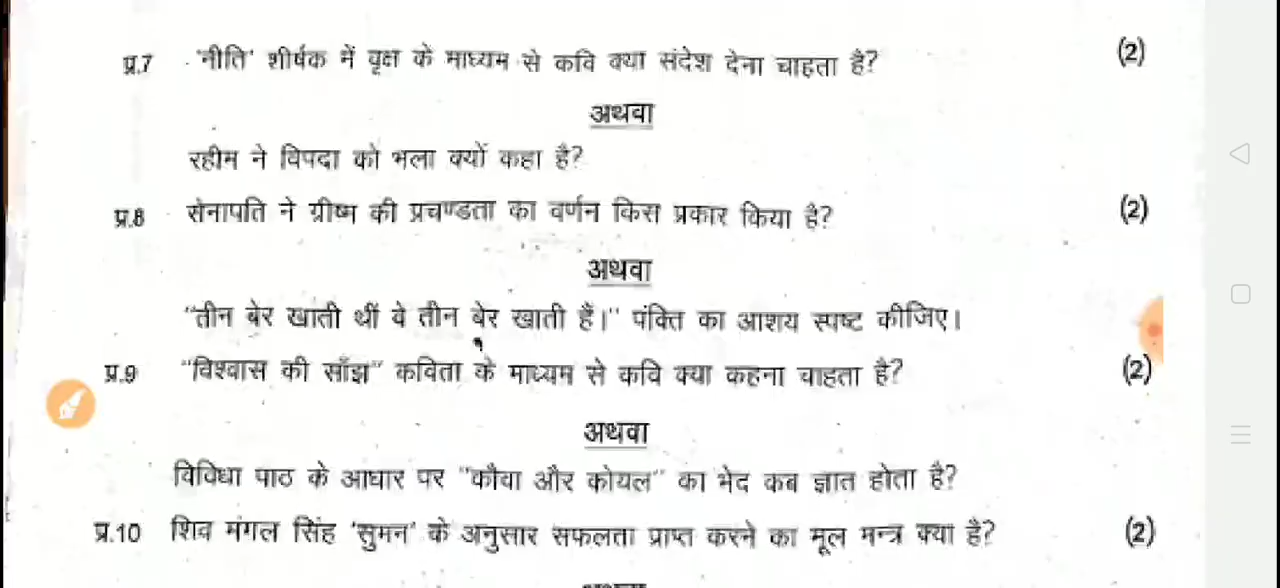 प्र.7 'नीति' शीर्षक में वृक्ष के माध्यम से कवि क्या संदेश देना चाहता है? (2)
अथवा
रहीम ने विपदा को भला क्यों कहा है?
प्र.8 सेनापति ने ग्रीष्म की प्रचण्डता का वर्णन किस प्रकार किया है? (2)
अथवा
"तीन बेर खाती थीं वे तीन बेर खाती हैं।" पंक्ति का आशय स्पष्ट कीजिए।
प्र.9 "विश्वास की साँझ" कविता के माध्यम से कवि क्या कहना चाहता है? (2)
अथवा
विविधा पाठ के आधार पर "कौवा और कोयल" का भेद कब ज्ञात होता है?
प्र.10 शिव मंगल सिंह 'सुमन' के अनुसार सफलता प्राप्त करने का मूल मन्त्र क्या है? (2)